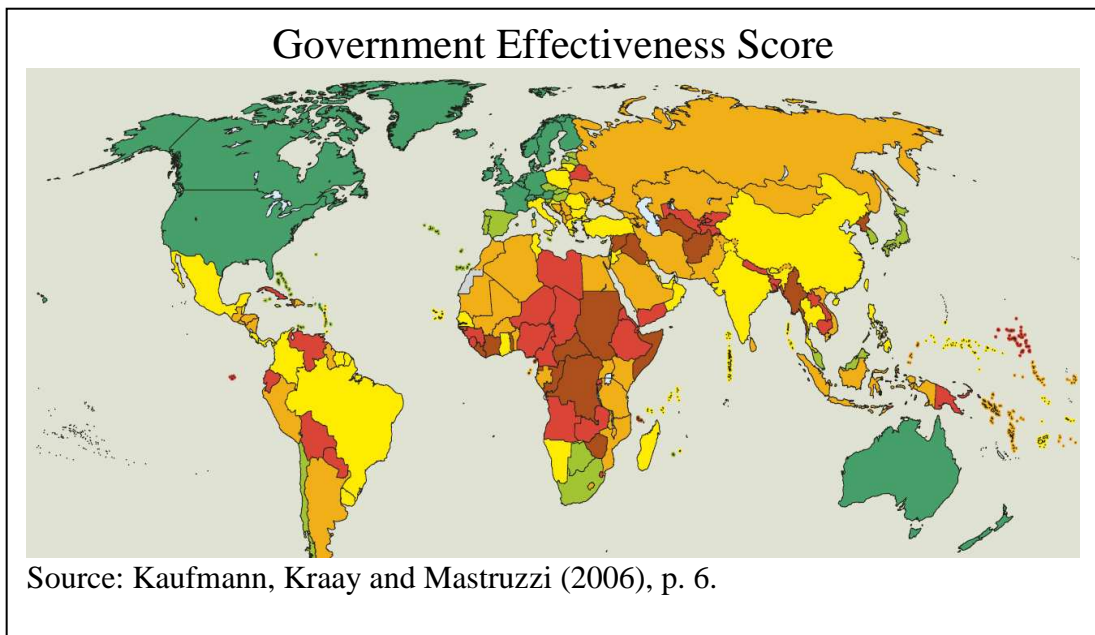 Government Effectiveness Score
Source: Kaufmann, Kraay and Mastruzzi (2006), p. 6.